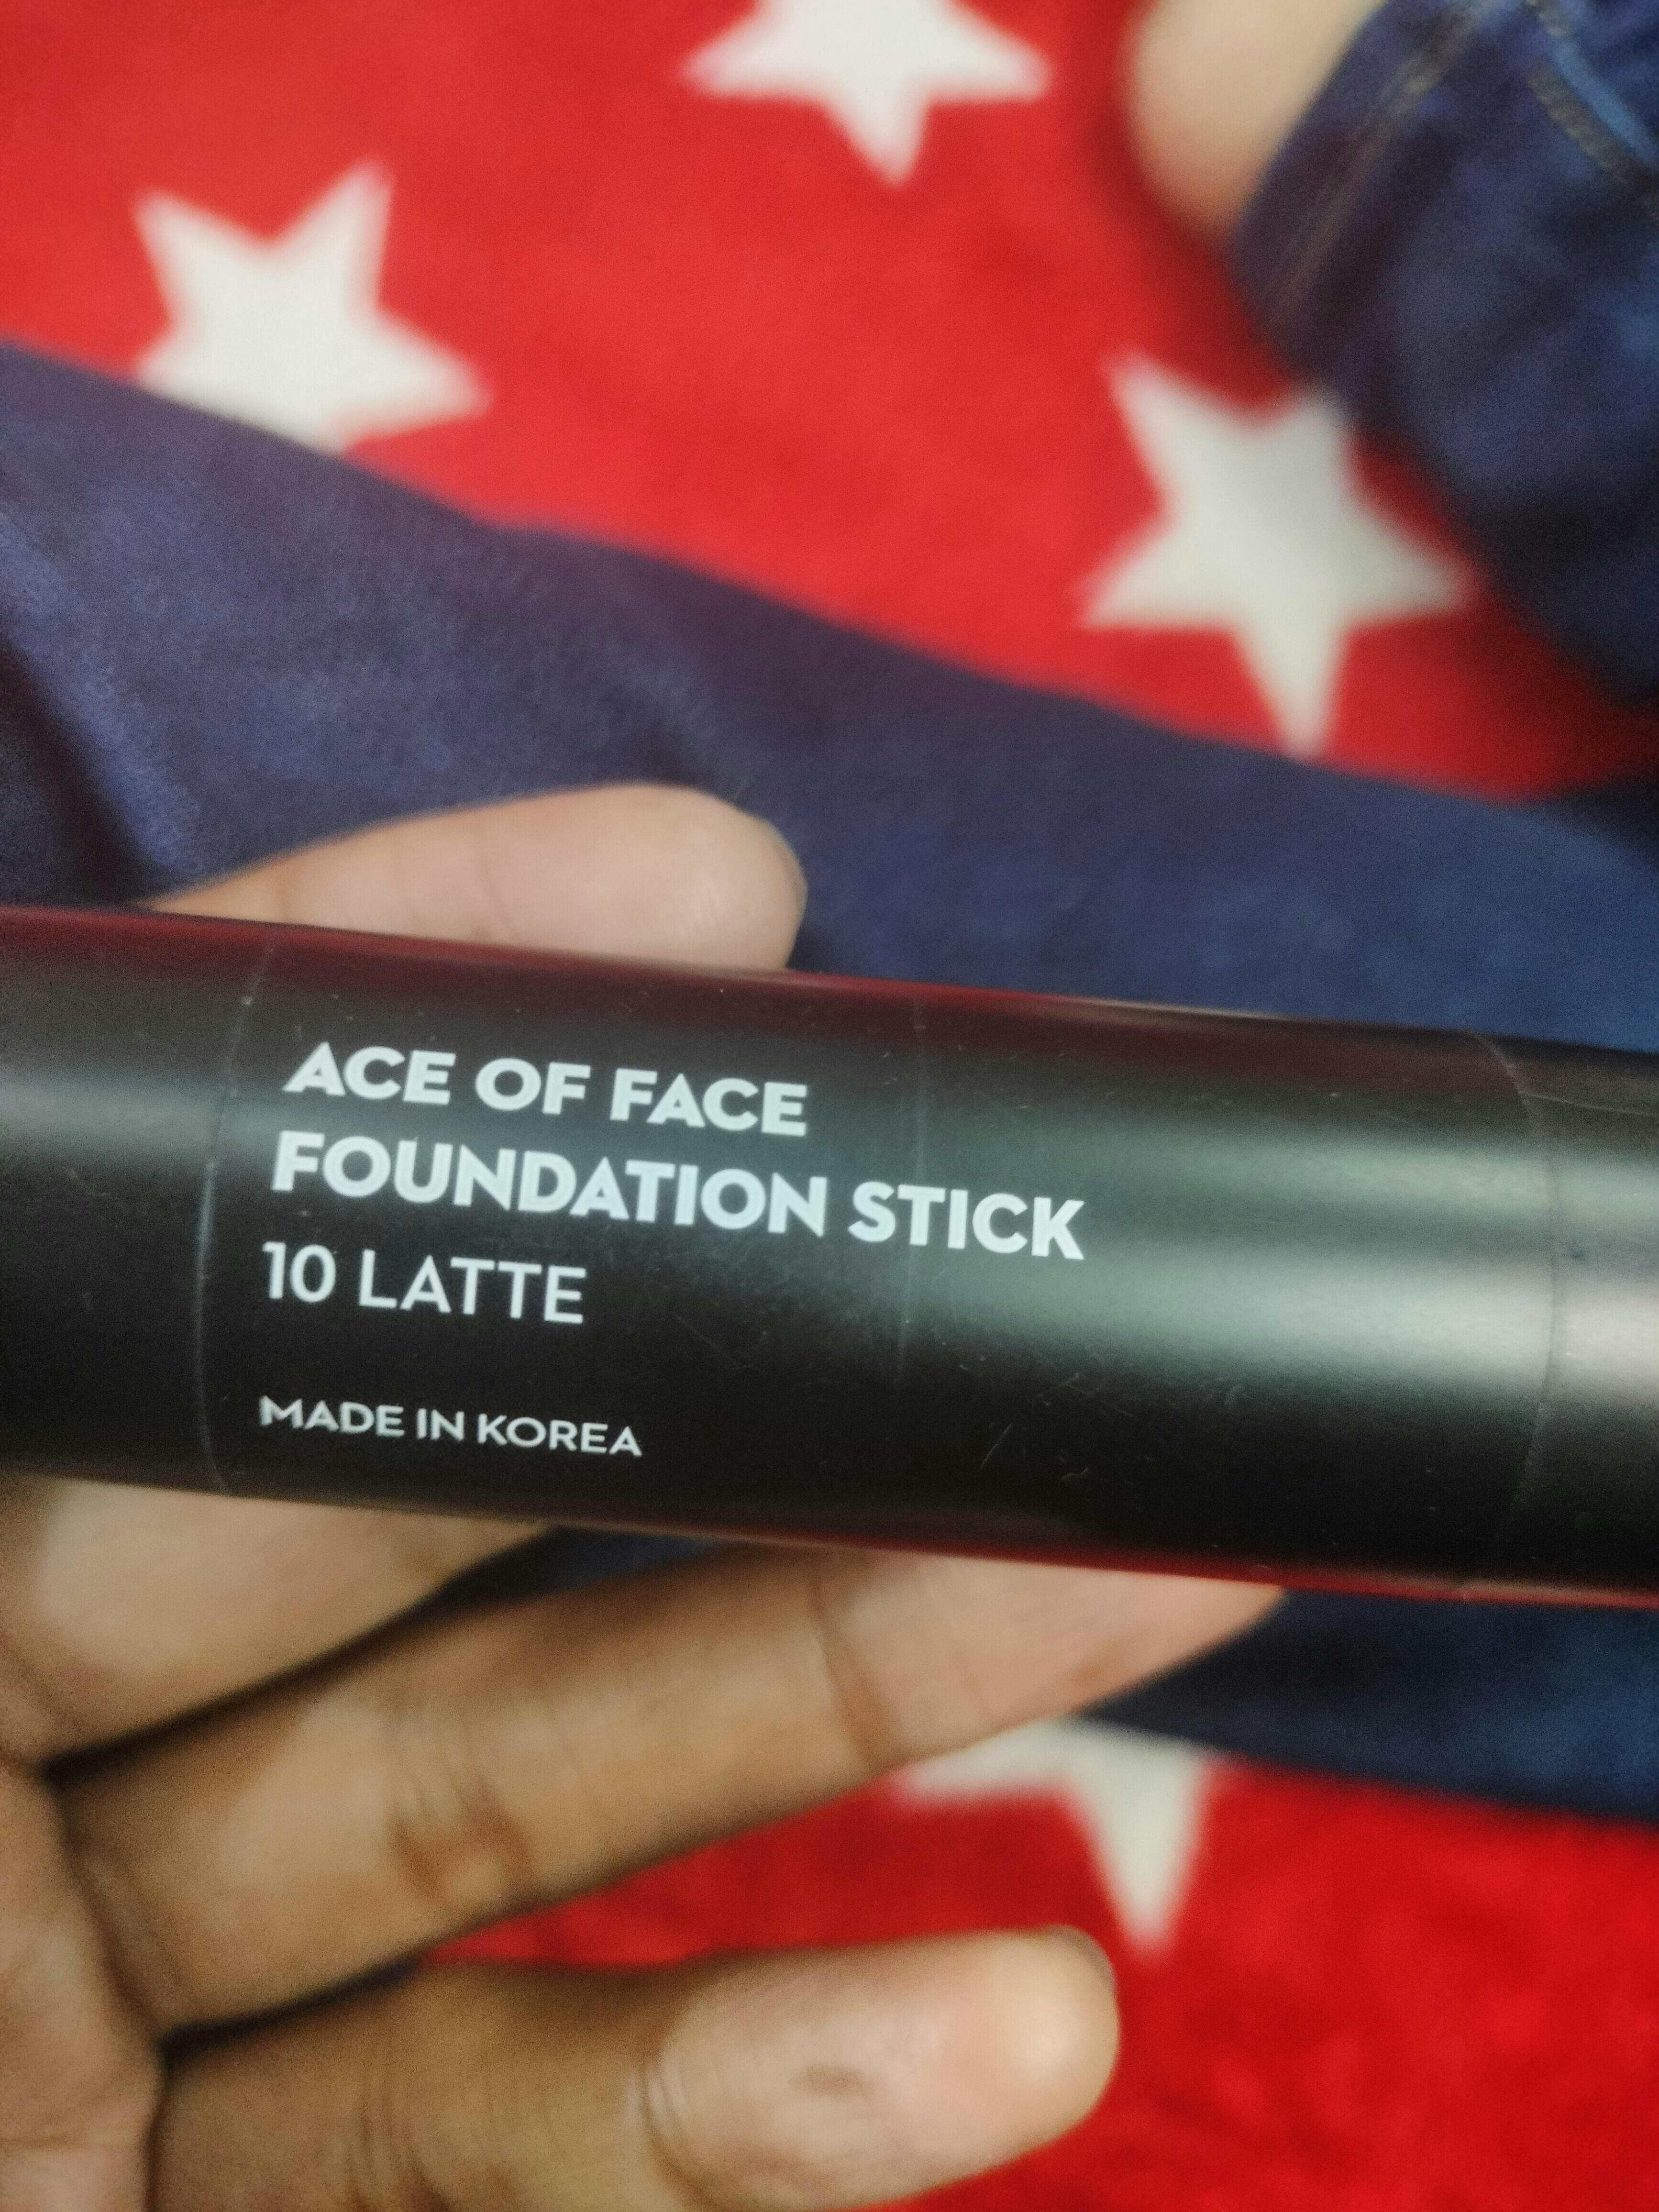 ACE OF FACE
FOUNDATION STICK
10 LATTE
MADE IN KOREA